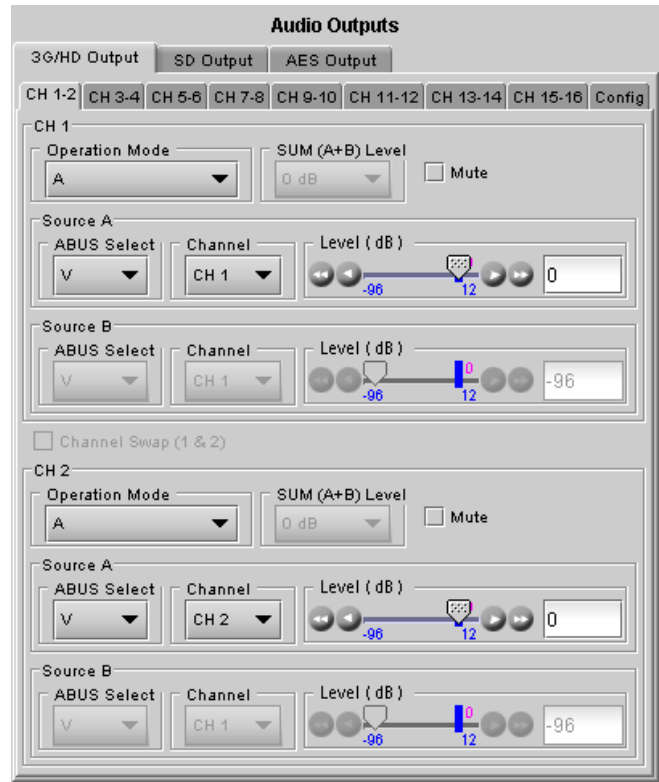 Audio Outputs
3G/HD Output SD Output AES Output
CH 1-2 CH 3-4 CH 5-6 CH 7-8 CH 9-10 CH 11-12 CH 13-14 CH 15-16 Config
CH 1
Operation Mode SUM (A+B) Level
A 0 dB Mute
Source A
ABUS Select Channel Level ( dB )
V CH 1 0
-96 12
Source B
ABUS Select Channel Level ( dB )
V CH 1 0 -96
-96 12
Channel Swap (1 & 2)
CH 2
Operation Mode SUM (A+B) Level
A 0 dB Mute
Source A
ABUS Select Channel Level ( dB )
V CH 2 0
-96 12
Source B
ABUS Select Channel Level ( dB )
V CH 1 0 -96
-96 12